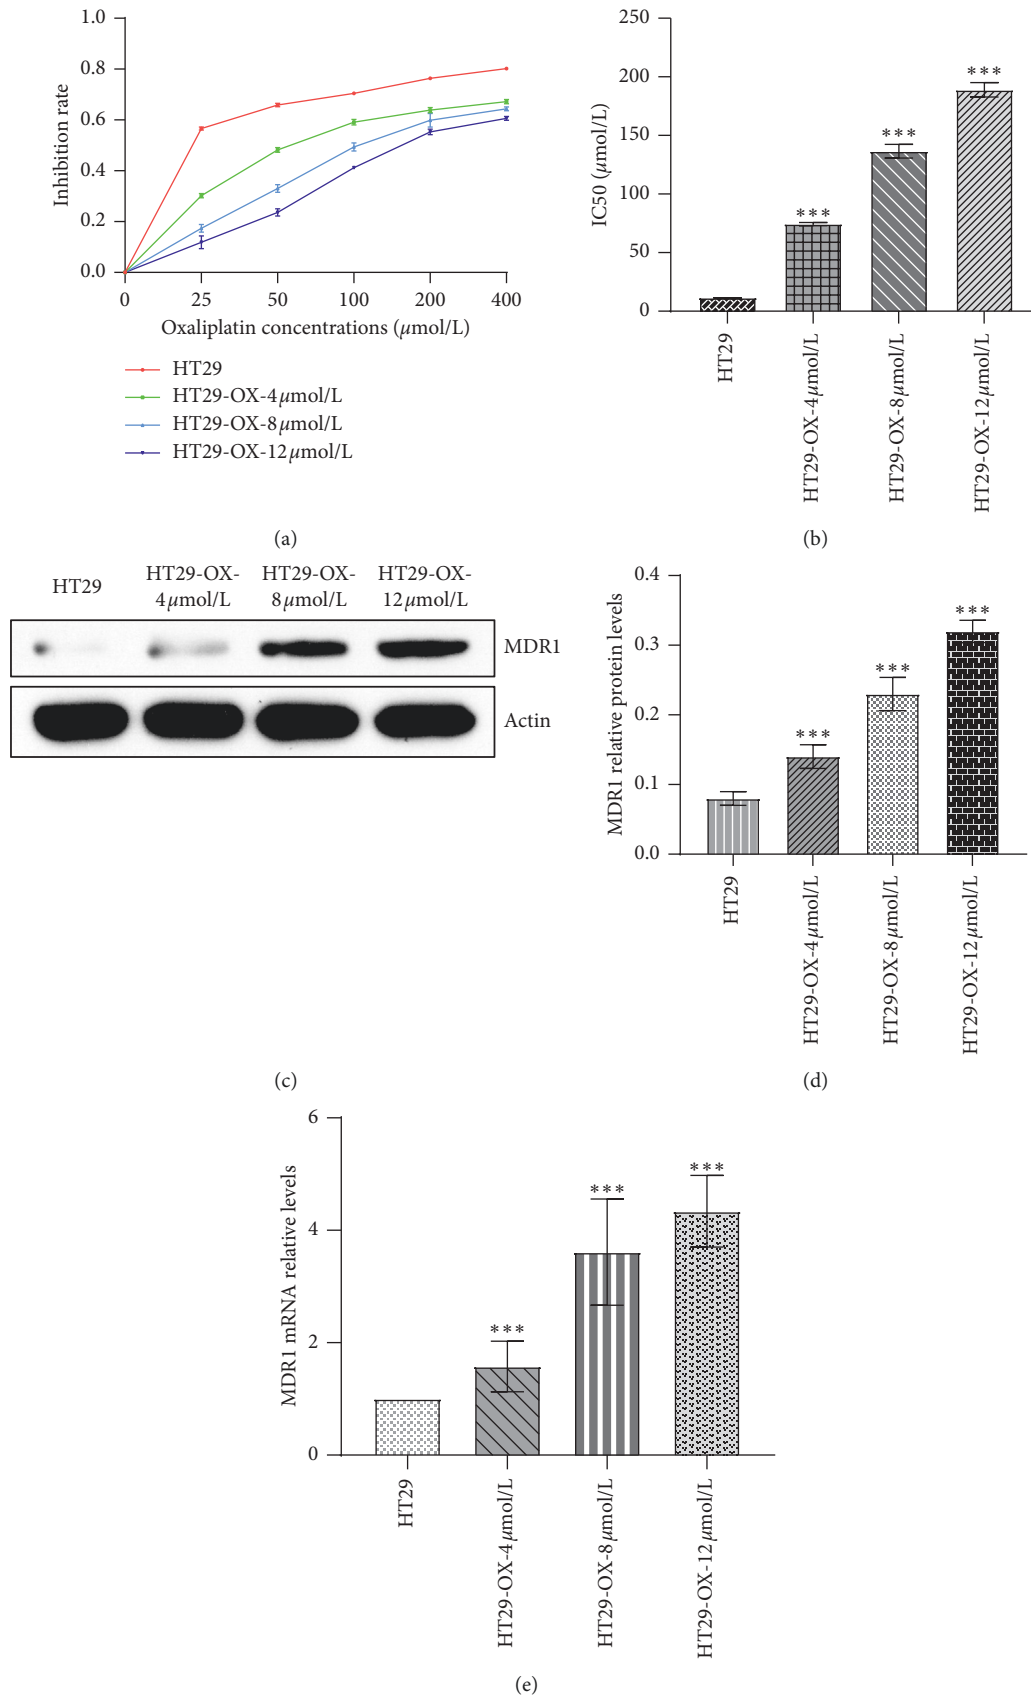 1.0
0.8
0.6
0.4
0.2
0.0
Inhibition rate
0 25 50 100 200 400
Oxaliplatin concentrations (μmol/L)
HT29
HT29-OX-4μmol/L
HT29-OX-8μmol/L
HT29-OX-12μmol/L
(a)
250
200
150
100
50
0
IC50 (μmol/L)
***
***
***
HT29
HT29-OX-4μmol/L
HT29-OX-8μmol/L
HT29-OX-12μmol/L
(b)
HT29 HT29-OX- HT29-OX- HT29-OX-
4μmol/L 8μmol/L 12μmol/L
MDR1
Actin
(c)
0.4
0.3
0.2
0.1
0.0
MDR1 relative protein levels
***
***
***
HT29
HT29-OX-4μmol/L
HT29-OX-8μmol/L
HT29-OX-12μmol/L
(d)
6
4
2
0
MDR1 mRNA relative levels
***
***
***
HT29
HT29-OX-4μmol/L
HT29-OX-8μmol/L
HT29-OX-12μmol/L
(e)